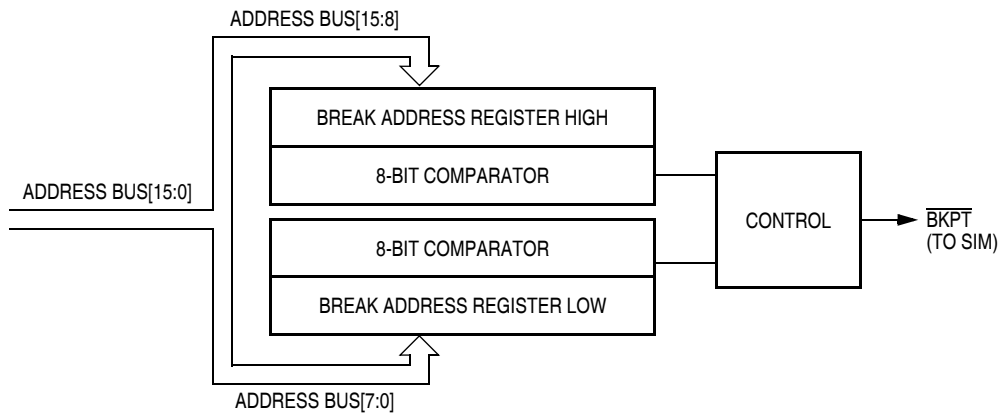 ADDRESS BUS[15:8]
BREAK ADDRESS REGISTER HIGH
8-BIT COMPARATOR
ADDRESS BUS[15:0]
CONTROL
BKPT
(TO SIM)
8-BIT COMPARATOR
BREAK ADDRESS REGISTER LOW
ADDRESS BUS[7:0]